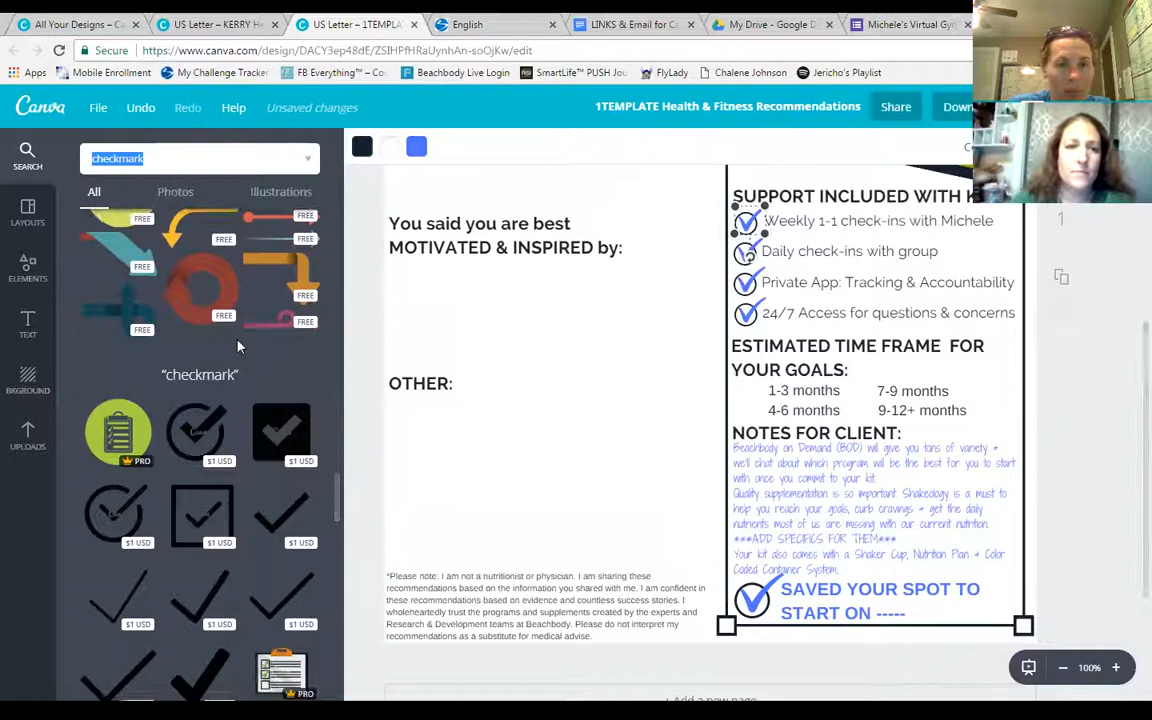 All Your Designs – C
US Letter – KERRY H
US Letter – 1TEMPL
English
LINKS & Email for C
My Drive - Google D
Michele's Virtual Gy
Secure
https://www.canva.com/design/DACY3ep48dE/ZSIHPfHRaUynhAn-soOjKw/edit
Apps
Mobile Enrollment
My Challenge Tracker
FB Everything™ – Co
Beachbody Live Login
SmartLife™ PUSH Jou
FlyLady
Chalene Johnson
Jericho's Playlist
Canva
File
Undo
Redo
Help
Unsaved changes
1TEMPLATE Health & Fitness Recommendations
Share
Down
SEARCH
LAYOUTS
ELEMENTS
TEXT
BKGROUND
UPLOADS
checkmark
All
Photos
Illustrations
FREE
FREE
FREE
FREE
FREE
FREE
FREE
FREE
"checkmark"
PRO
$1 USD
$1 USD
$1 USD
$1 USD
$1 USD
$1 USD
$1 USD
$1 USD
PRO
You said you are best
MOTIVATED & INSPIRED by:
OTHER:
*Please note: I am not a nutritionist or physician. I am sharing these
recommendations based on the information you shared with me. I am confident in
these recommendations based on evidence and countless success stories. I
wholeheartedly trust the programs and supplements created by the experts and
Research & Development teams at Beachbody. Please do not interpret my
recommendations as a substitute for medical advise.
SUPPORT INCLUDED WITH K
Weekly 1-1 check-ins with Michele
Daily check-ins with group
Private App: Tracking & Accountability
24/7 Access for questions & concerns
ESTIMATED TIME FRAME FOR
YOUR GOALS:
1-3 months 7-9 months
4-6 months 9-12+ months
NOTES FOR CLIENT:
Beachbody on Demand (BOD) will give you tons of variety +
we'll chat about which program will be the best for you to start
with once you commit to your kit.
Quality supplementation is so important. Shakeology is a must to
help you reach your goals, curb cravings + get the daily
nutrients most of us are missing with our current nutrition.
***ADD SPECIFICS FOR THEM***
Your kit also comes with a Shaker Cup, Nutrition Plan + Color
Coded Container System.
SAVED YOUR SPOT TO
START ON -----
1
+ Add a new page
100%